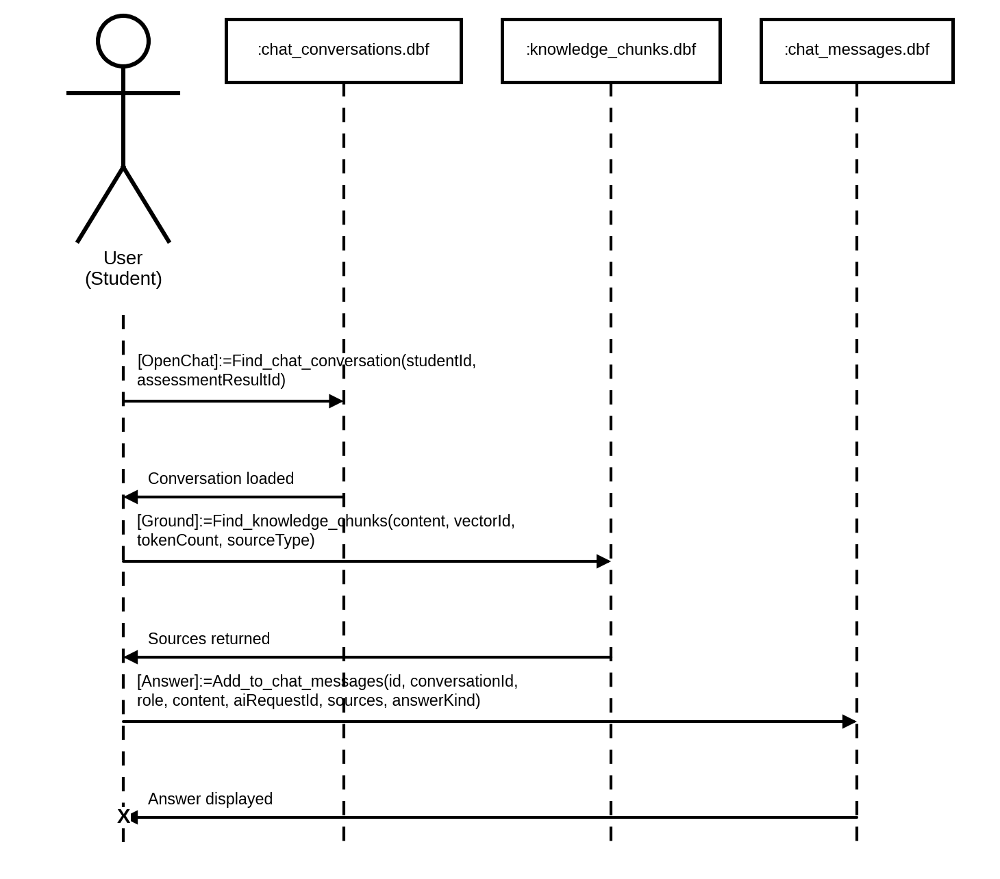 :chat_conversations.dbf
:knowledge_chunks.dbf
:chat_messages.dbf
User
(Student)
[OpenChat]:=Find_chat_conversation(studentId,
assessmentResultId)
Conversation loaded
[Ground]:=Find_knowledge_chunks(content, vectorId,
tokenCount, sourceType)
Sources returned
[Answer]:=Add_to_chat_messages(id, conversationId,
role, content, aiRequestId, sources, answerKind)
Answer displayed
X